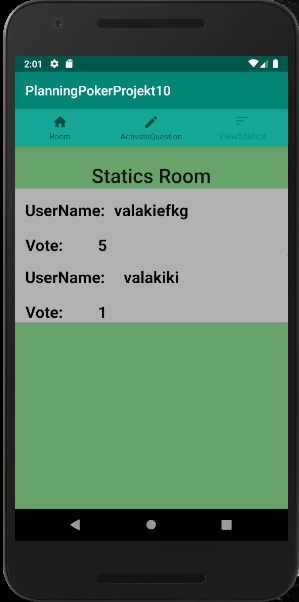 2:01
PlanningPokerProjekt10
Room ActivateQuestion ViewStatics
Statics Room
UserName: valakiefkg
Vote: 5
UserName: valakiki
Vote: 1